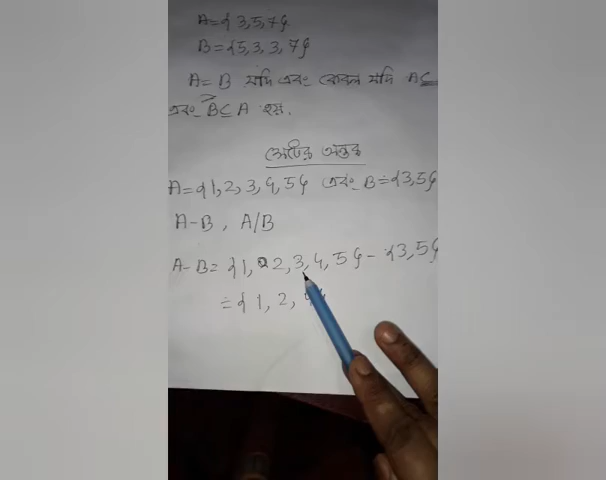 A={3,5,7}
B={5,3,3,7}
A=B যদি এবং কেবল যদি A⊆
এবং B⊆A হয়.
সেটের অন্তর
A={1,2,3,4,5} এবং B={3,5}
A-B, A/B
A-B={1,2,3,4,5}-{3,5}
={1,2,4}